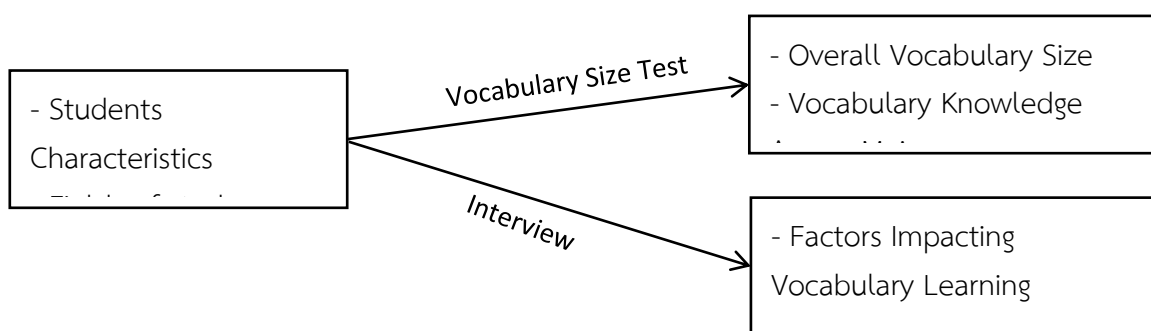 - Students
Characteristics
Vocabulary Size Test
Interview
- Overall Vocabulary Size
- Vocabulary Knowledge
- Factors Impacting
Vocabulary Learning